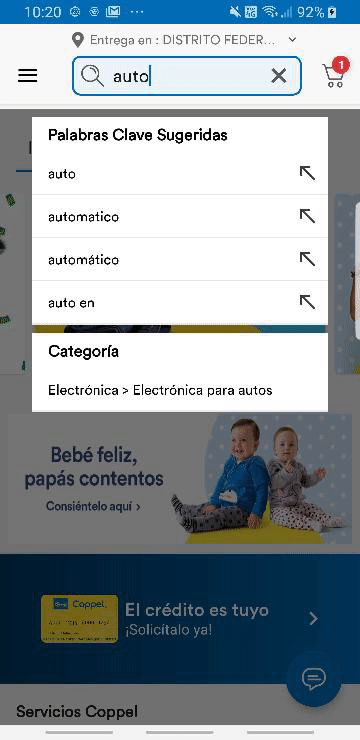 10:20
92%
Entrega en : DISTRITO FEDER...
auto
1
Palabras Clave Sugeridas
auto
automatico
automático
auto en
Categoría
Electrónica > Electrónica para autos
Bebé feliz,
papás contentos
Consiéntelo aquí >
Coppel
El crédito es tuyo
¡Solicítalo ya!
Servicios Coppel